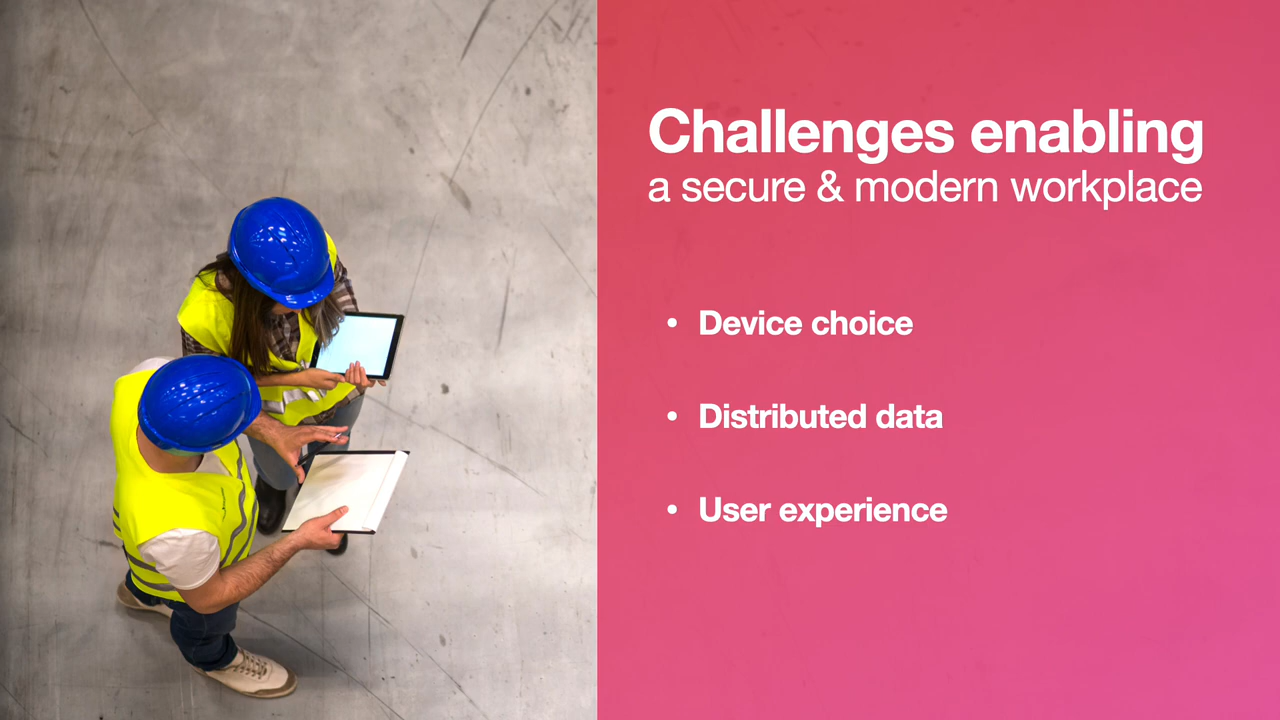 Challenges enabling
a secure & modern workplace
• Device choice
• Distributed data
• User experience